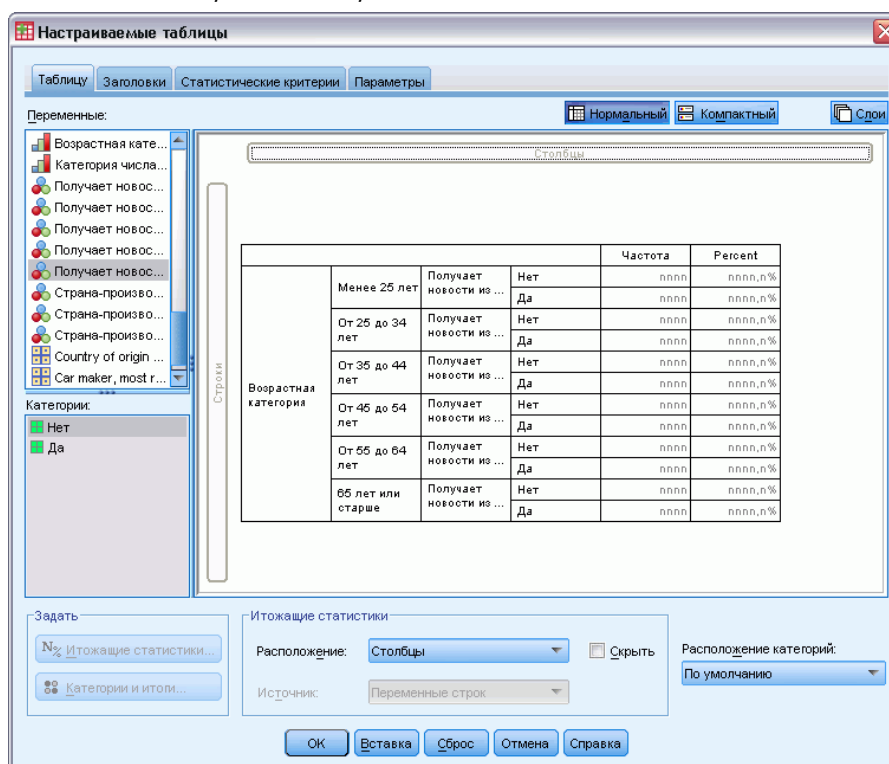 Настраиваемые таблицы
Таблицу Заголовки Статистические критерии Параметры
Переменные:
Нормальный Компактный Слои
Возрастная кате...
Категория числа...
Получает новос...
Получает новос...
Получает новос...
Получает новос...
Получает новос...
Страна-произво...
Страна-произво...
Страна-произво...
Country of origin ...
Car maker, most r...
Категории:
Нет
Да
Столбцы
Строки
Частота Percent
Возрастная категория
Менее 25 лет Получает новости из ... Нет nnnn nnnn,n%
Да nnnn nnnn,n%
От 25 до 34 лет Получает новости из ... Нет nnnn nnnn,n%
Да nnnn nnnn,n%
От 35 до 44 лет Получает новости из ... Нет nnnn nnnn,n%
Да nnnn nnnn,n%
От 45 до 54 лет Получает новости из ... Нет nnnn nnnn,n%
Да nnnn nnnn,n%
От 55 до 64 лет Получает новости из ... Нет nnnn nnnn,n%
Да nnnn nnnn,n%
65 лет или старше Получает новости из ... Нет nnnn nnnn,n%
Да nnnn nnnn,n%
Задать
N% Итожащие статистики...
Категории и итоги...
Итожащие статистики
Расположение: Столбцы Скрыть
Источник: Переменные строк
Расположение категорий:
По умолчанию
ОК Вставка Сброс Отмена Справка